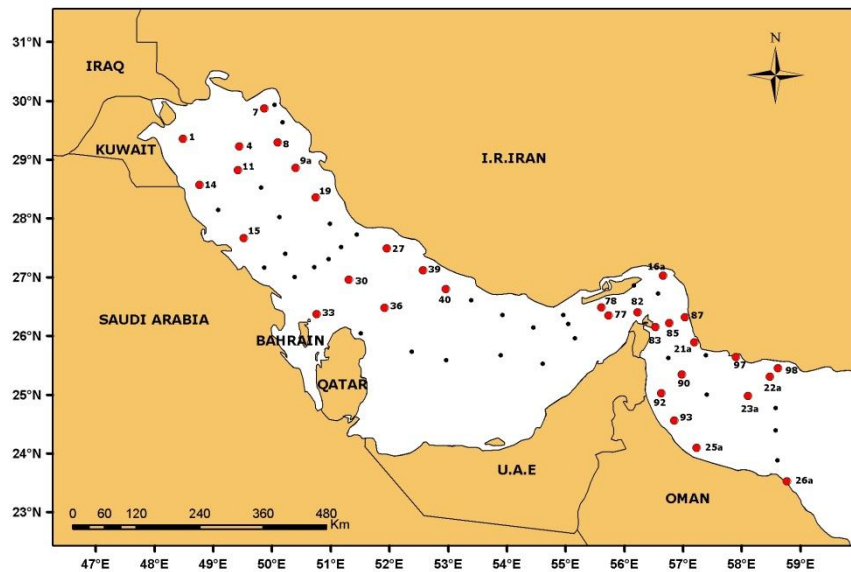 31°N
N
IRAQ
30°N
7
1
4
8
KUWAIT
29°N
11
9a
I.R.IRAN
14
19
28°N
15
27
39
27°N
16a
30
40
SAUDI ARABIA
33
36
78
77
82
26°N
BAHRAIN
83
85
87
21a
97
98
QATAR
25°N
90
22a
92
23a
93
24°N
25a
U.A.E
26a
OMAN
23°N
0 60 120 240 360 480
Km
47°E 48°E 49°E 50°E 51°E 52°E 53°E 54°E 55°E 56°E 57°E 58°E 59°E